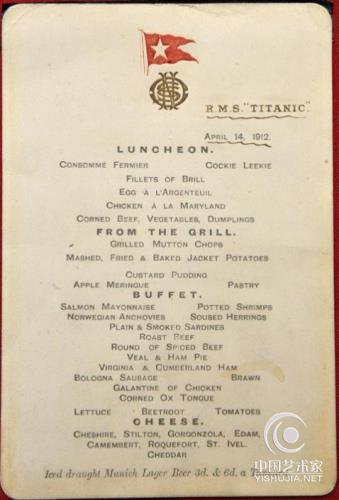 R.M.S. "TITANIC."
APRIL 14, 1912.
LUNCHEON.
CONSOMMÉ FERMIER COCKIE LEEKIE
FILLETS OF BRILL
EGG À L'ARGENTEUIL
CHICKEN À LA MARYLAND
CORNED BEEF, VEGETABLES, DUMPLINGS
FROM THE GRILL.
GRILLED MUTTON CHOPS
MASHED, FRIED & BAKED JACKET POTATOES
CUSTARD PUDDING
APPLE MERINGUE PASTRY
BUFFET.
SALMON MAYONNAISE POTTED SHRIMPS
NORWEGIAN ANCHOVIES SOUSED HERRINGS
PLAIN & SMOKED SARDINES
ROAST BEEF
ROUND OF SPICED BEEF
VEAL & HAM PIE
VIRGINIA & CUMBERLAND HAM
BOLOGNA SAUSAGE BRAWN
GALANTINE OF CHICKEN
CORNED OX TONGUE
LETTUCE BEETROOT TOMATOES
CHEESE.
CHESHIRE, STILTON, GORGONZOLA, EDAM,
CAMEMBERT, ROQUEFORT, ST. IVEL.
CHEDDAR
Iced draught Munich Lager Beer 3d. & 6d. a
中国艺术家
YISHUJIA.COM